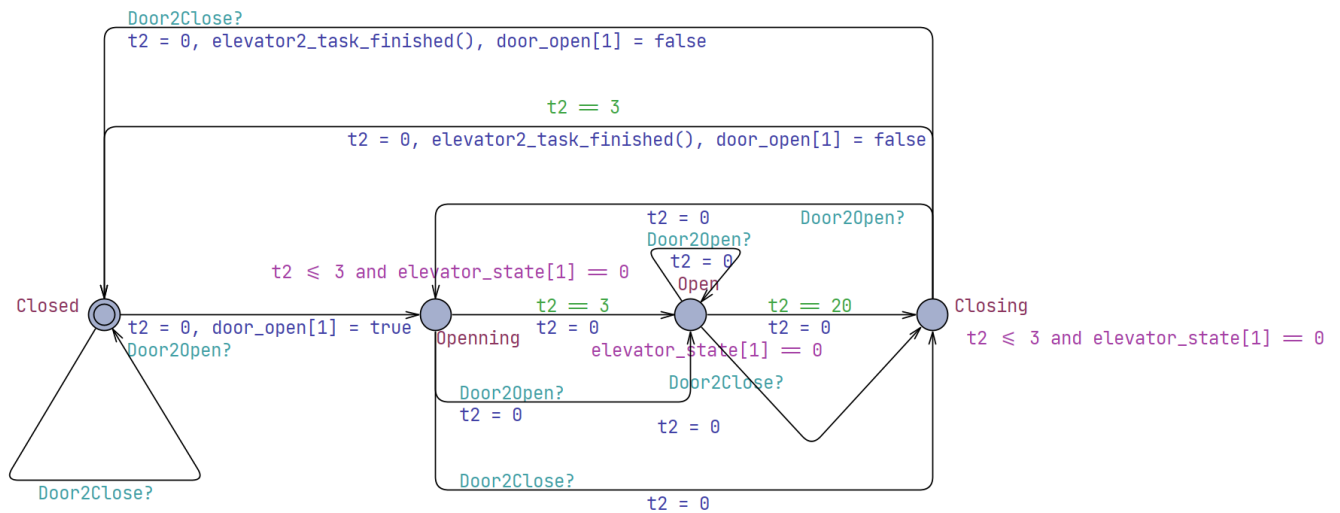 Door2Close?
t2 = 0, elevator2_task_finished(), door_open[1] = false
t2 == 3
t2 = 0, elevator2_task_finished(), door_open[1] = false
t2 = 0
Door2Open?
Door2Open?
t2 <= 3 and elevator_state[1] == 0
t2 = 0
Open
Closed
t2 == 3
t2 == 20
Closing
t2 = 0, door_open[1] = true
t2 = 0
t2 = 0
Openning
t2 <= 3 and elevator_state[1] == 0
Door2Open?
elevator_state[1] == 0
Door2Close?
Door2Open?
t2 = 0
t2 = 0
Door2Close?
Door2Close?
t2 = 0